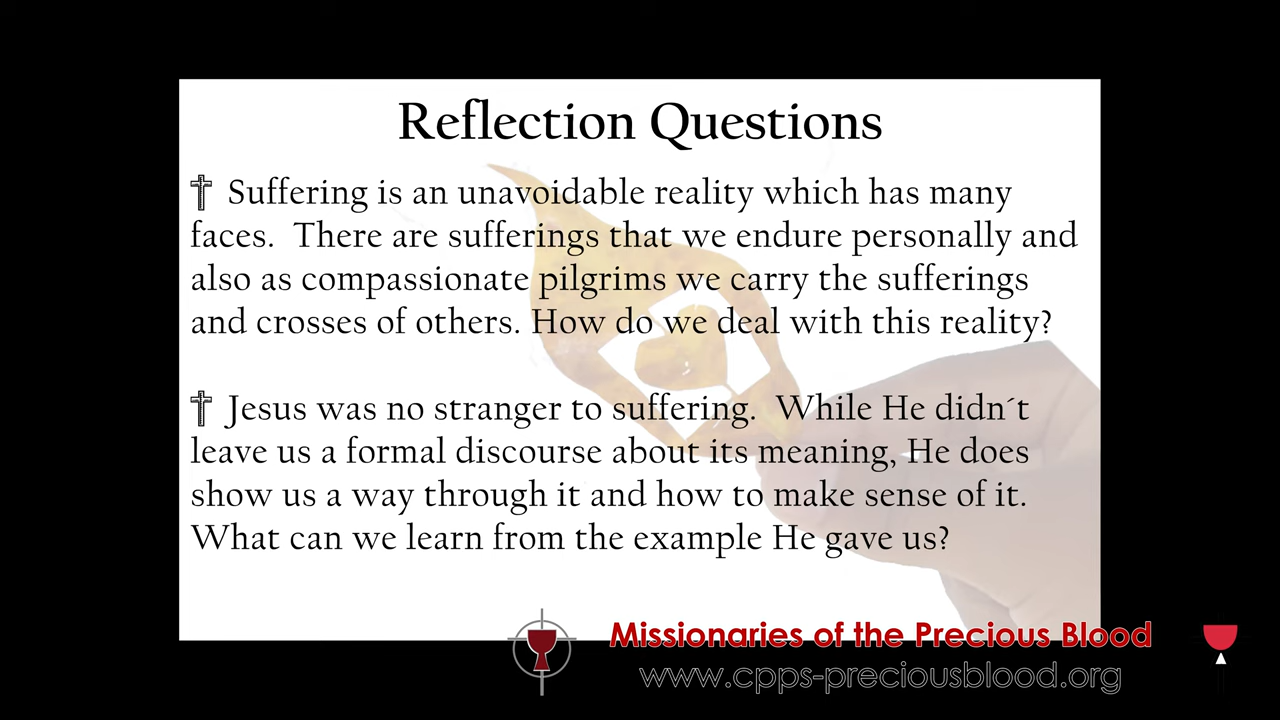 Reflection Questions
✝ Suffering is an unavoidable reality which has many
faces.  There are sufferings that we endure personally and
also as compassionate pilgrims we carry the sufferings
and crosses of others. How do we deal with this reality?
✝ Jesus was no stranger to suffering.  While He didn´t
leave us a formal discourse about its meaning, He does
show us a way through it and how to make sense of it.
What can we learn from the example He gave us?
Missionaries of the Precious Blood
www.cpps-preciousblood.org